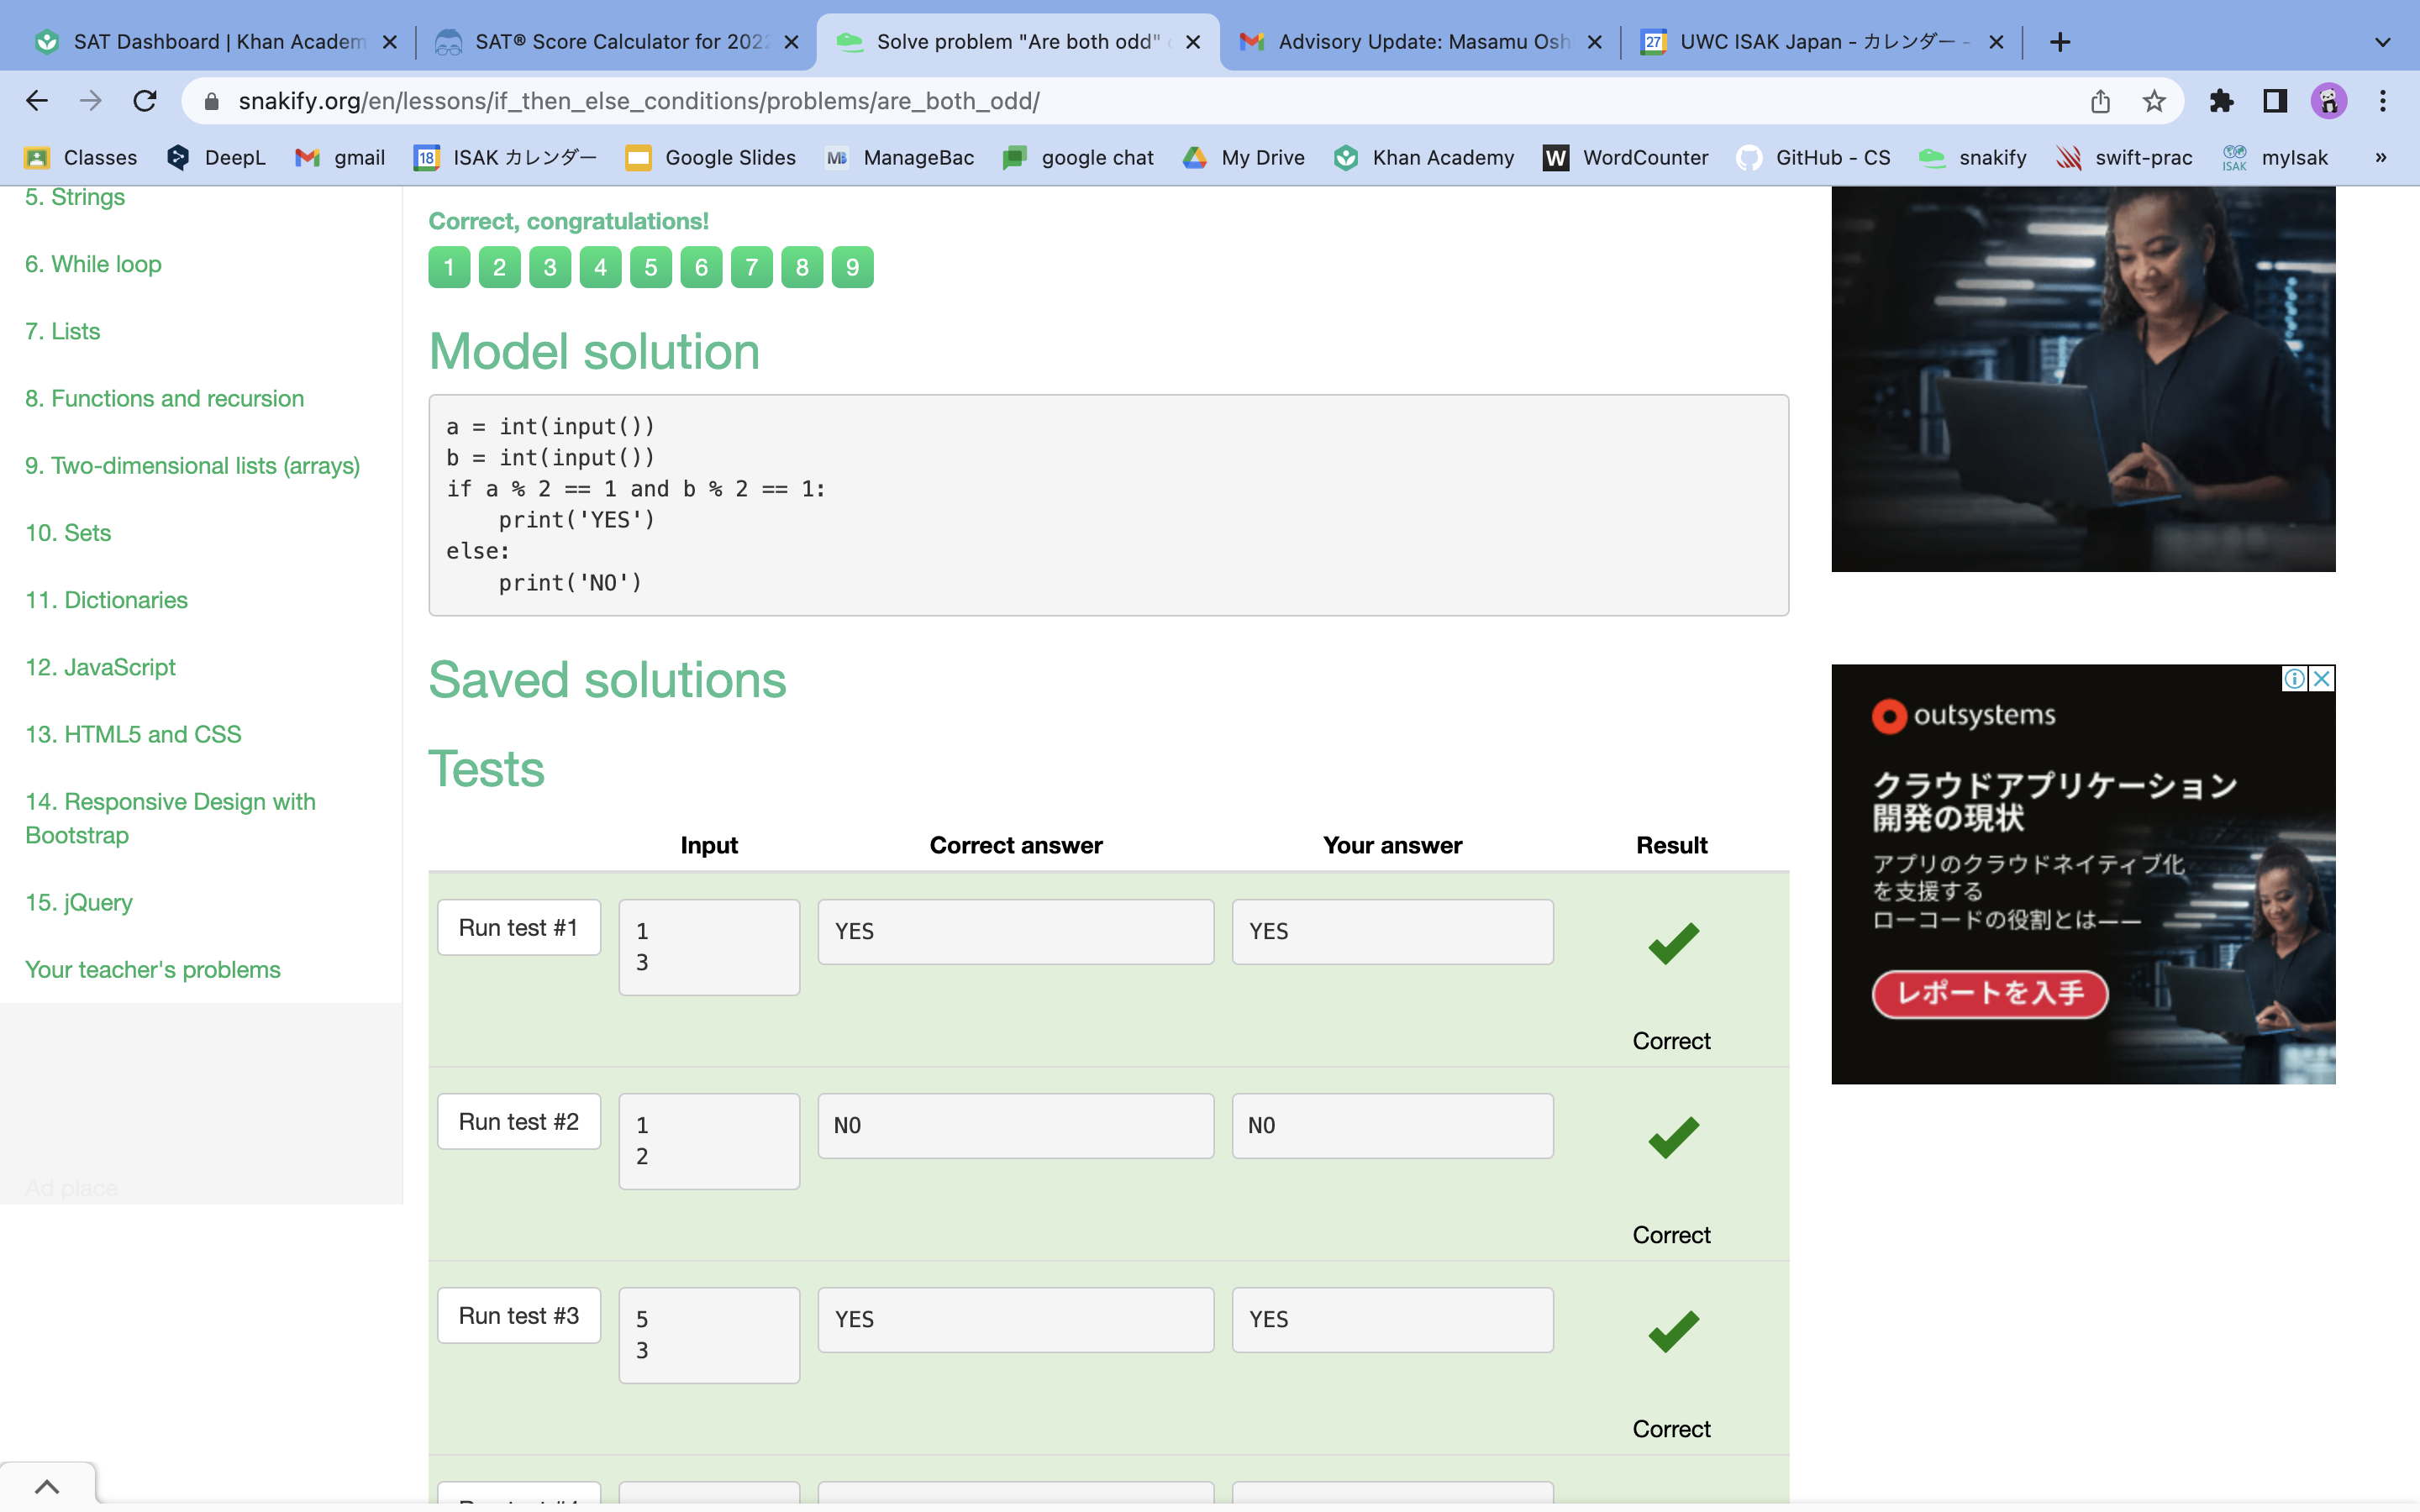 SAT Dashboard | Khan Academ
SAT® Score Calculator for 202
Solve problem "Are both odd"
Advisory Update: Masamu Osh
27
UWC ISAK Japan - カレンダー -
snakify.org/en/lessons/if_then_else_conditions/problems/are_both_odd/
Classes
DeepL
gmail
18
ISAK カレンダー
Google Slides
MB
ManageBac
google chat
My Drive
Khan Academy
W
WordCounter
GitHub - CS
snakify
swift-prac
ISAK
myIsak
»
5. Strings
6. While loop
7. Lists
8. Functions and recursion
9. Two-dimensional lists (arrays)
10. Sets
11. Dictionaries
12. JavaScript
13. HTML5 and CSS
14. Responsive Design with
Bootstrap
15. jQuery
Your teacher's problems
Ad place
Correct, congratulations!
1 2 3 4 5 6 7 8 9
Model solution
a = int(input())
b = int(input())
if a % 2 == 1 and b % 2 == 1:
    print('YES')
else:
    print('NO')
Saved solutions
Tests
Input Correct answer Your answer Result
Run test #1
1
3
YES
YES
Correct
Run test #2
1
2
NO
NO
Correct
Run test #3
5
3
YES
YES
Correct
outsystems
クラウドアプリケーション
開発の現状
アプリのクラウドネイティブ化
を支援する
ローコードの役割とは——
レポートを入手